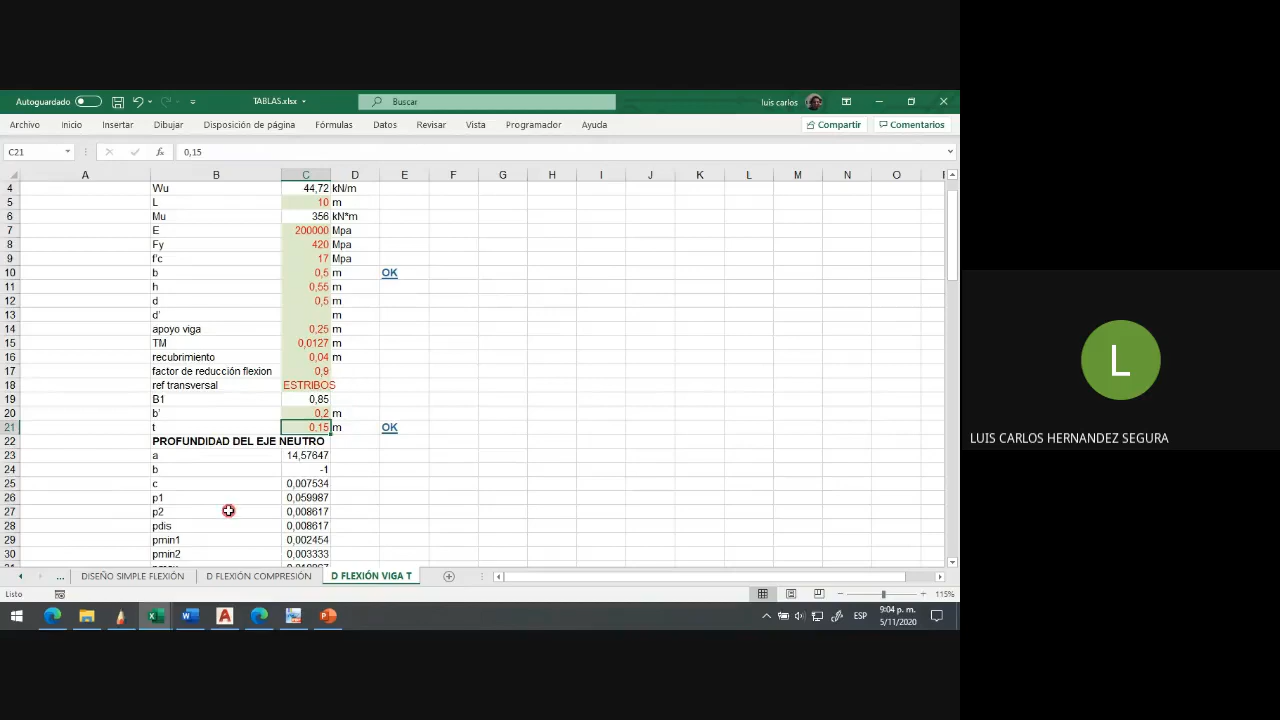 Autoguardado
TABLAS.xlsx
Buscar
luis carlos
Archivo Inicio Insertar Dibujar Disposición de página Fórmulas Datos Revisar Vista Programador Ayuda Compartir Comentarios
C21 fx 0,15
A B C D E F G H I J K L M N O
4 Wu 44,72 kN/m
5 L 10 m
6 Mu 356 kN*m
7 E 200000 Mpa
8 Fy 420 Mpa
9 f'c 17 Mpa
10 b 0,5 m OK
11 h 0,55 m
12 d 0,5 m
13 d' m
14 apoyo viga 0,25 m
15 TM 0,0127 m
16 recubrimiento 0,04 m
17 factor de reducción flexion 0,9
18 ref transversal ESTRIBOS
19 B1 0,85
20 b' 0,2 m
21 t 0,15 m OK
22 PROFUNDIDAD DEL EJE NEUTRO
23 a 14,57647
24 b -1
25 c 0,007534
26 p1 0,059987
27 p2 0,008617
28 pdis 0,008617
29 pmin1 0,002454
30 pmin2 0,003333
... DISEÑO SIMPLE FLEXIÓN D FLEXIÓN COMPRESIÓN D FLEXIÓN VIGA T
Listo 115%
ESP
9:04 p. m.
5/11/2020
L
LUIS CARLOS HERNANDEZ SEGURA